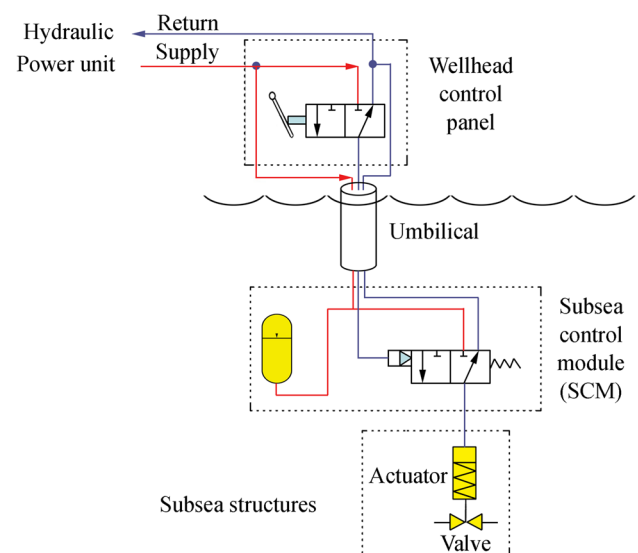 Hydraulic
Power unit
Return
Supply
Wellhead
control
panel
Umbilical
Subsea
control
module
(SCM)
Actuator
Subsea structures
Valve